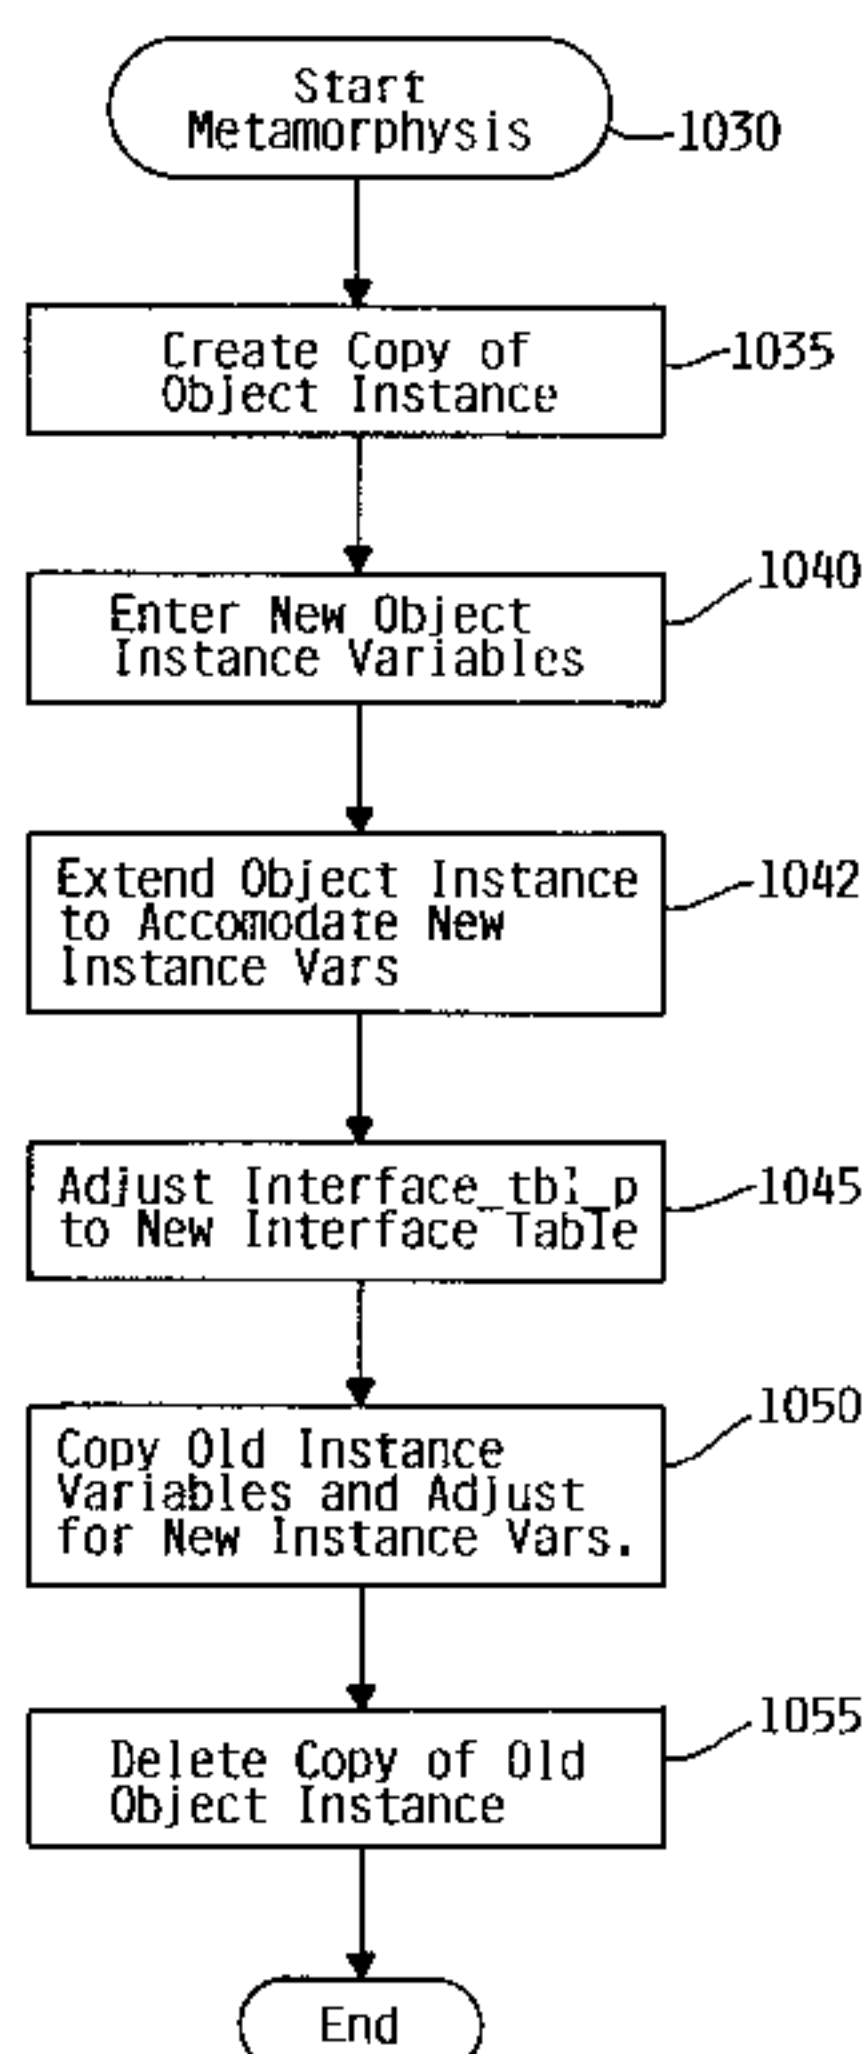 Start
Metamorphysis
1030
Create Copy of
Object Instance
1035
Enter New Object
Instance Variables
1040
Extend Object Instance
to Accomodate New
Instance Vars
1042
Adjust Interface_tbl_p
to New Interface Table
1045
Copy Old Instance
Variables and Adjust
for New Instance Vars.
1050
Delete Copy of Old
Object Instance
1055
End